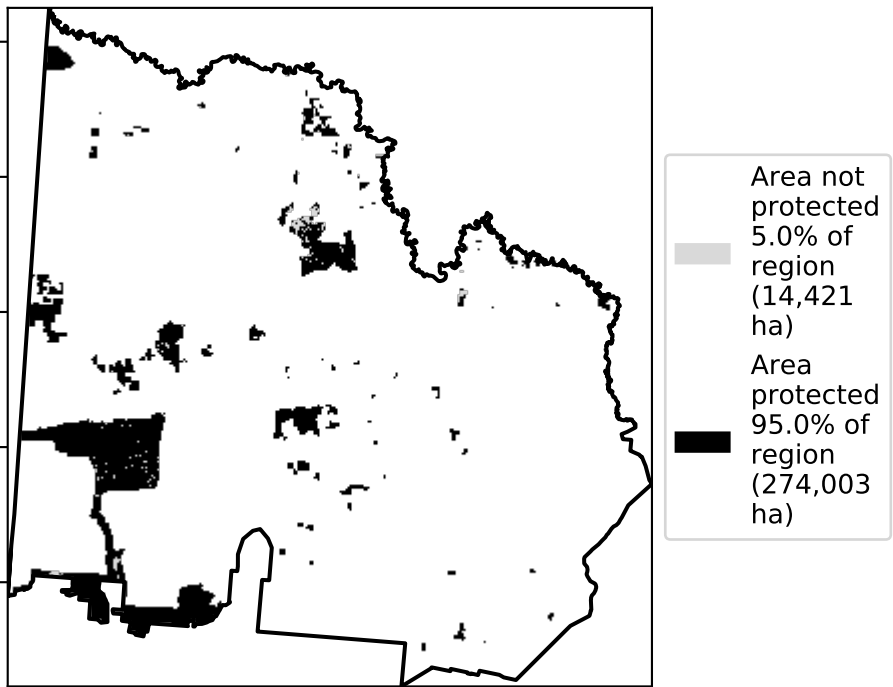 Area not
protected
5.0% of
region
(14,421
ha)
Area
protected
95.0% of
region
(274,003
ha)